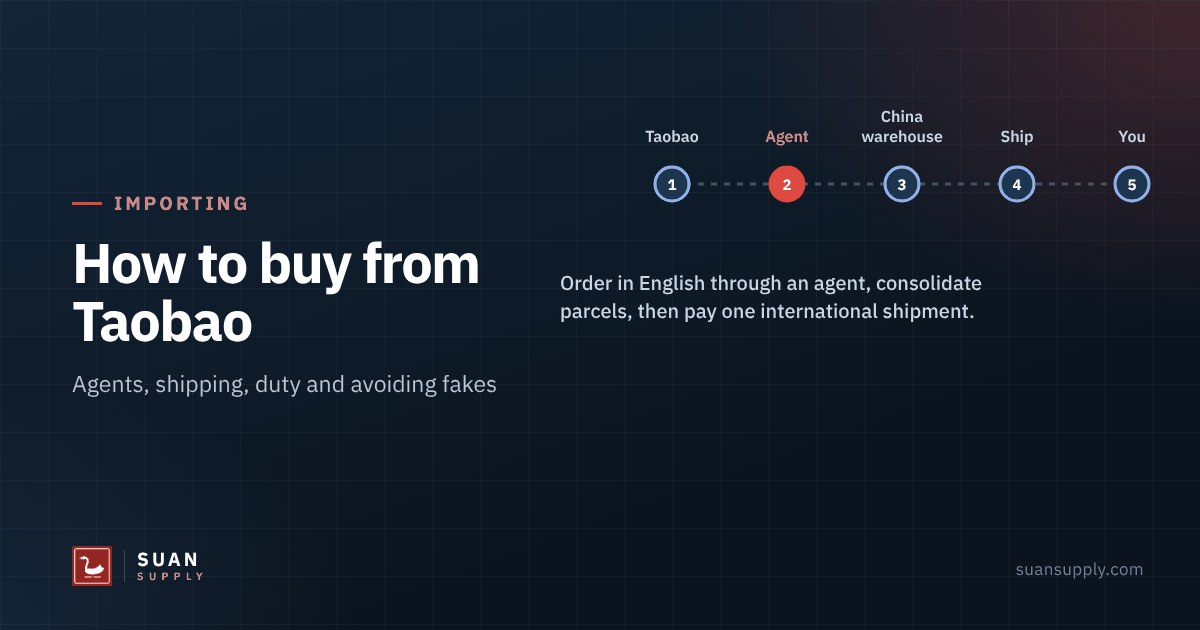 IMPORTING
How to buy from
Taobao
Agents, shipping, duty and avoiding fakes
Taobao
Agent
China
warehouse
Ship
You
1
2
3
4
5
Order in English through an agent, consolidate
parcels, then pay one international shipment.
SUAN
SUPPLY
suansupply.com